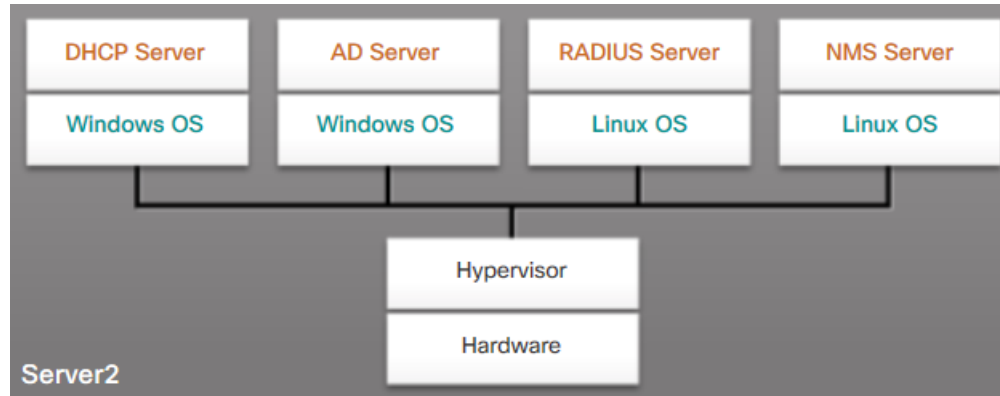 DHCP Server
AD Server
RADIUS Server
NMS Server
Windows OS
Windows OS
Linux OS
Linux OS
Hypervisor
Hardware
Server2